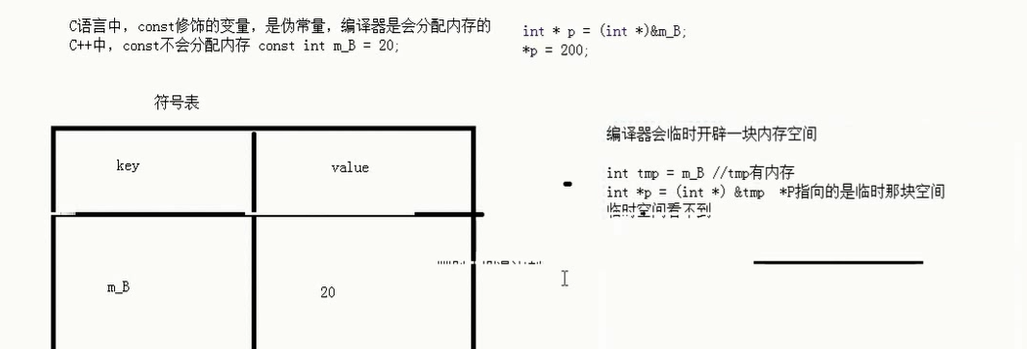 C语言中，const修饰的变量，是伪常量，编译器是会分配内存的
C++中，const不会分配内存 const int m_B = 20;
int * p = (int *)&m_B;
*p = 200;
符号表
key
value
m_B
20
编译器会临时开辟一块内存空间
int tmp = m_B //tmp有内存
int *p = (int *) &tmp  *P指向的是临时那块空间
临时空间看不到